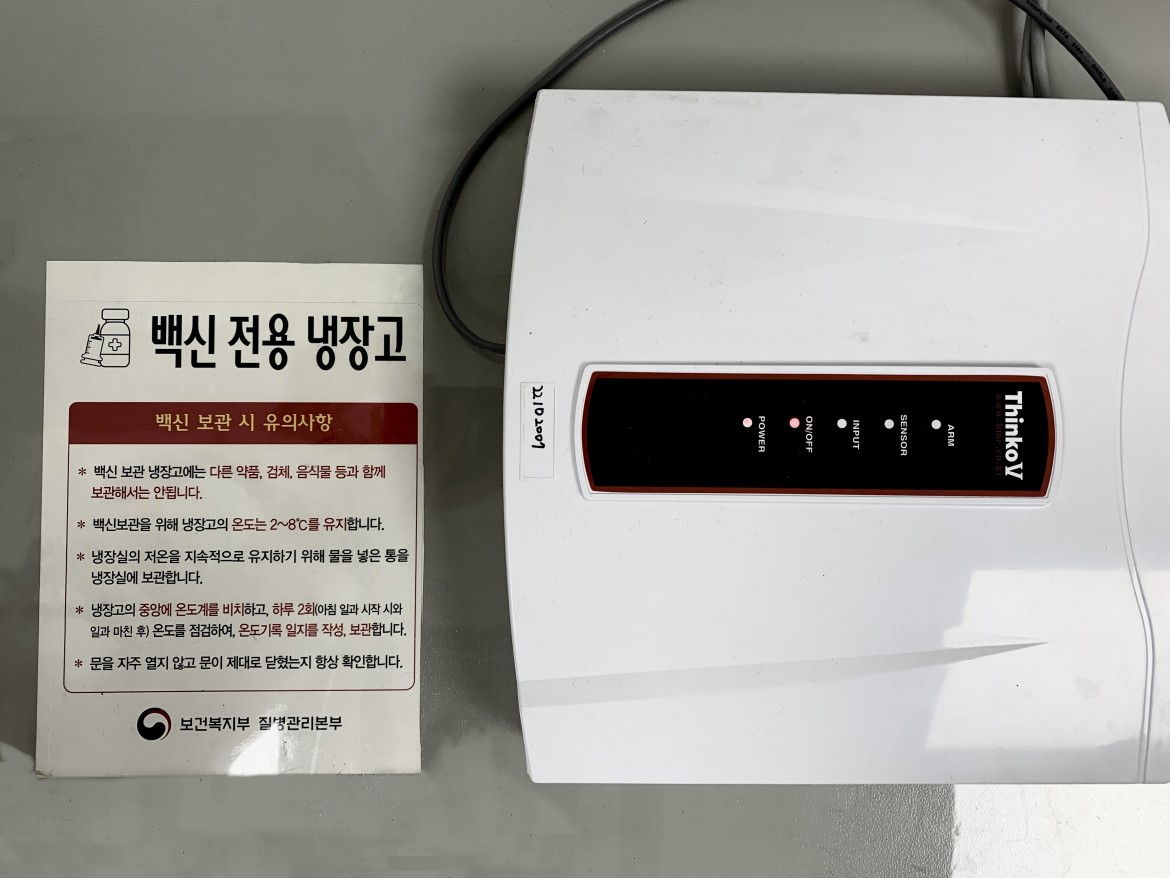 백신 전용 냉장고
백신 보관 시 유의사항
* 백신 보관 냉장고에는 다른 약품, 검체, 음식물 등과 함께
보관해서는 안됩니다.
* 백신보관을 위해 냉장고의 온도는 2~8℃를 유지합니다.
* 냉장실의 저온을 지속적으로 유지하기 위해 물을 넣은 통을
냉장실에 보관합니다.
* 냉장고의 중앙에 온도계를 비치하고, 하루 2회(아침 일과 시작 시와
일과 마친 후) 온도를 점검하여, 온도기록 일지를 작성, 보관합니다.
* 문을 자주 열지 않고 문이 제대로 닫혔는지 항상 확인합니다.
보건복지부 질병관리본부
22102009
ThinkoV
ARM
SENSOR
INPUT
ON/OFF
POWER